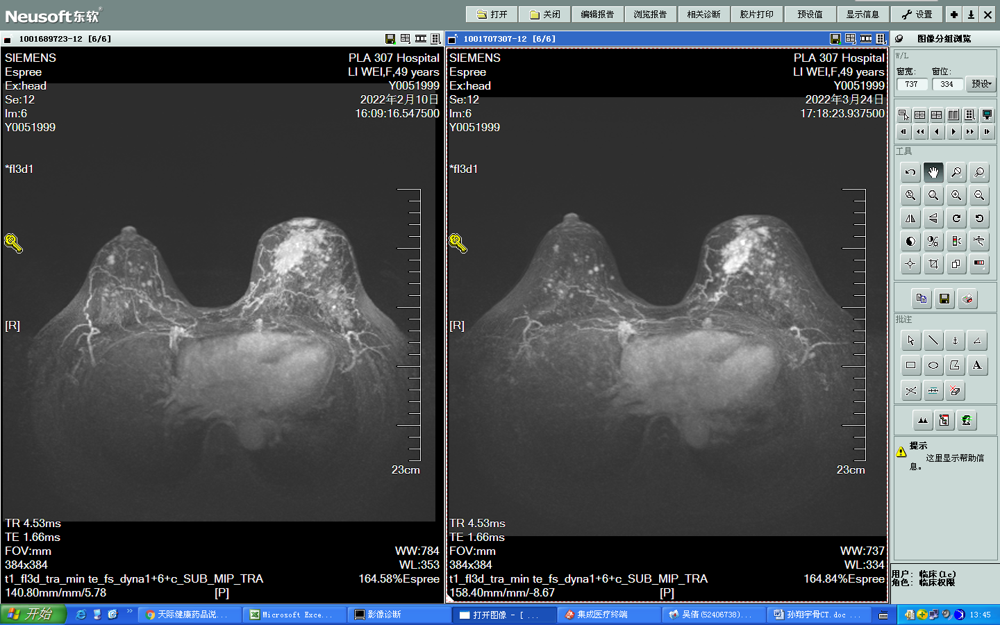 Neusoft东软®
打开 关闭 编辑报告 浏览报告 相关诊断 胶片打印 预设值 显示信息 设置
1001689723-12 [6/6]
SIEMENS
Espree
Ex:head
Se:12
Im:6
Y0051999
*fl3d1
PLA 307 Hospital
LI WEI,F,49 years
Y0051999
2022年2月10日
16:09:16.547500
[R]
23cm
TR 4.53ms
TE 1.66ms
FOV:mm
384x384
t1_fl3d_tra_min te_fs_dyna1+6+c_SUB_MIP_TRA
140.80mm/mm/5.78
[P]
WW:784
WL:353
164.58%Espree
1001707307-12 [6/6]
SIEMENS
Espree
Ex:head
Se:12
Im:6
Y0051999
*fl3d1
PLA 307 Hospital
LI WEI,F,49 years
Y0051999
2022年3月24日
17:18:23.937500
[R]
23cm
TR 4.53ms
TE 1.66ms
FOV:mm
384x384
t1_fl3d_tra_min te_fs_dyna1+6+c_SUB_MIP_TRA
158.40mm/mm/-8.67
[P]
WW:737
WL:334
164.84%Espree
图像分组浏览
W/L
窗宽: 窗位:
737 334 预设
工具
批注
A
提示
这里显示帮助信
息。
用户: 临床(lc)
角色: 临床权限
开始 天际健康药品说... Microsoft Exce... 影像诊断 打开图像 - [ ... 集成医疗终端 吴倩(52406738)... 孙翔宇骨CT.doc ... 13:45